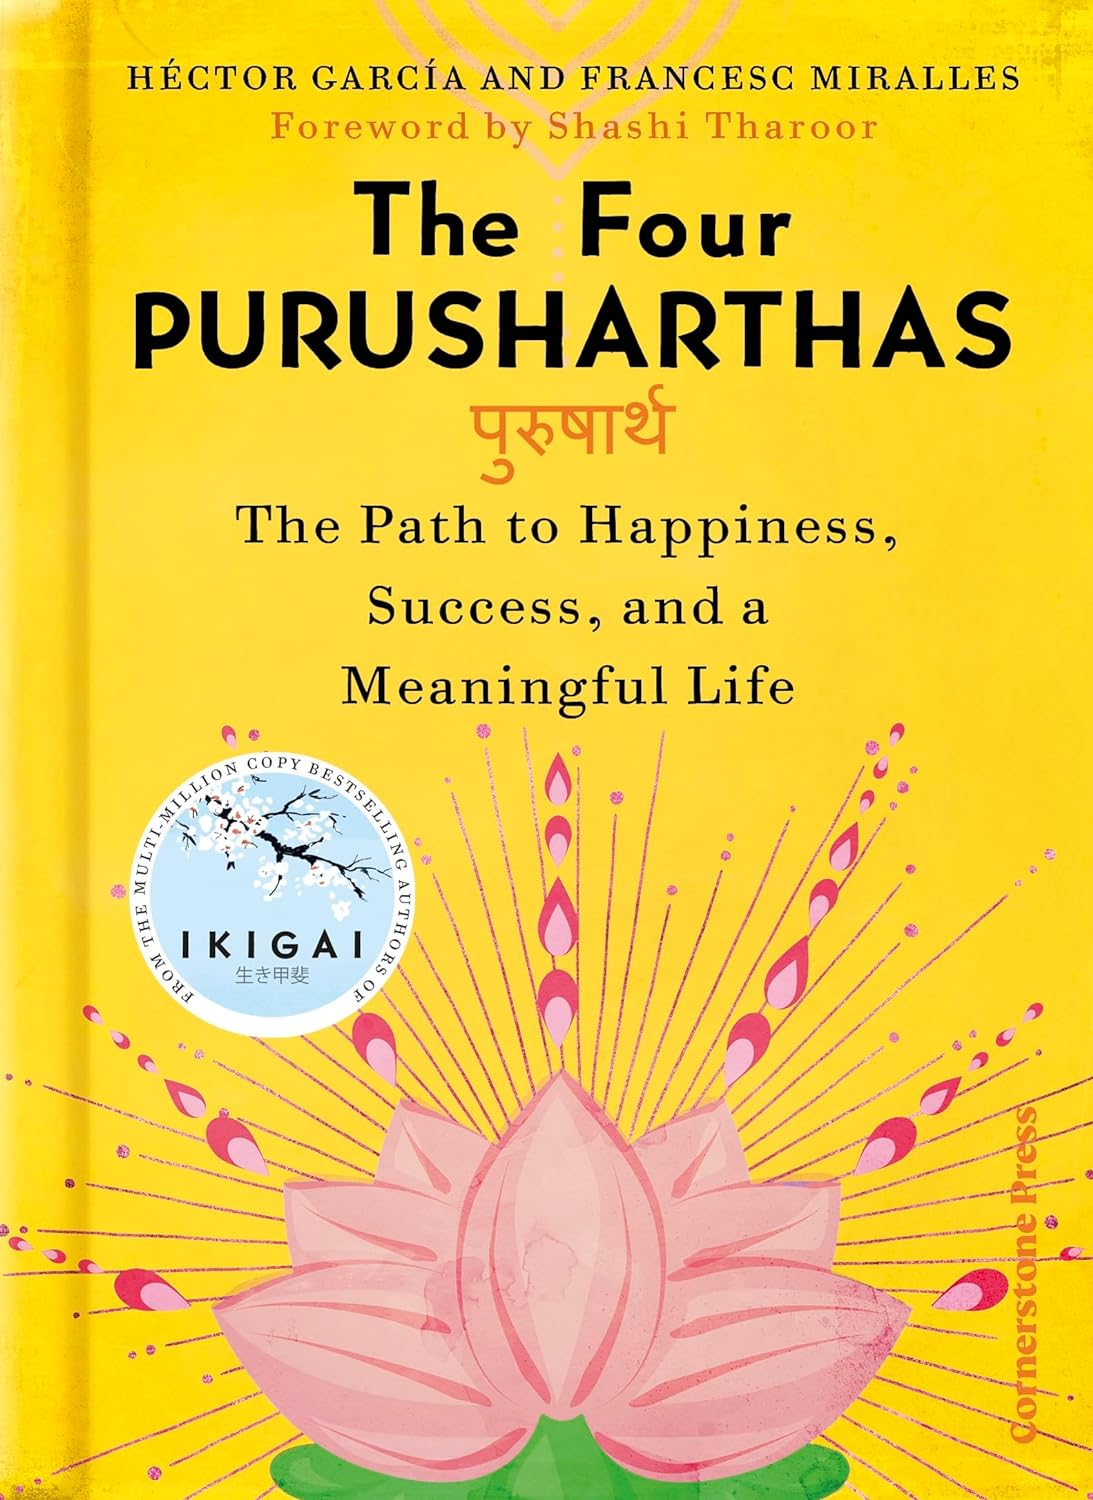 HÉCTOR GARCÍA AND FRANCESC MIRALLES
Foreword by Shashi Tharoor
The Four
PURUSHARTHAS
पुरुषार्थ
The Path to Happiness,
Success, and a
Meaningful Life
FROM THE MULTI-MILLION COPY BESTSELLING AUTHORS OF
IKIGAI
生き甲斐
Cornerstone Press